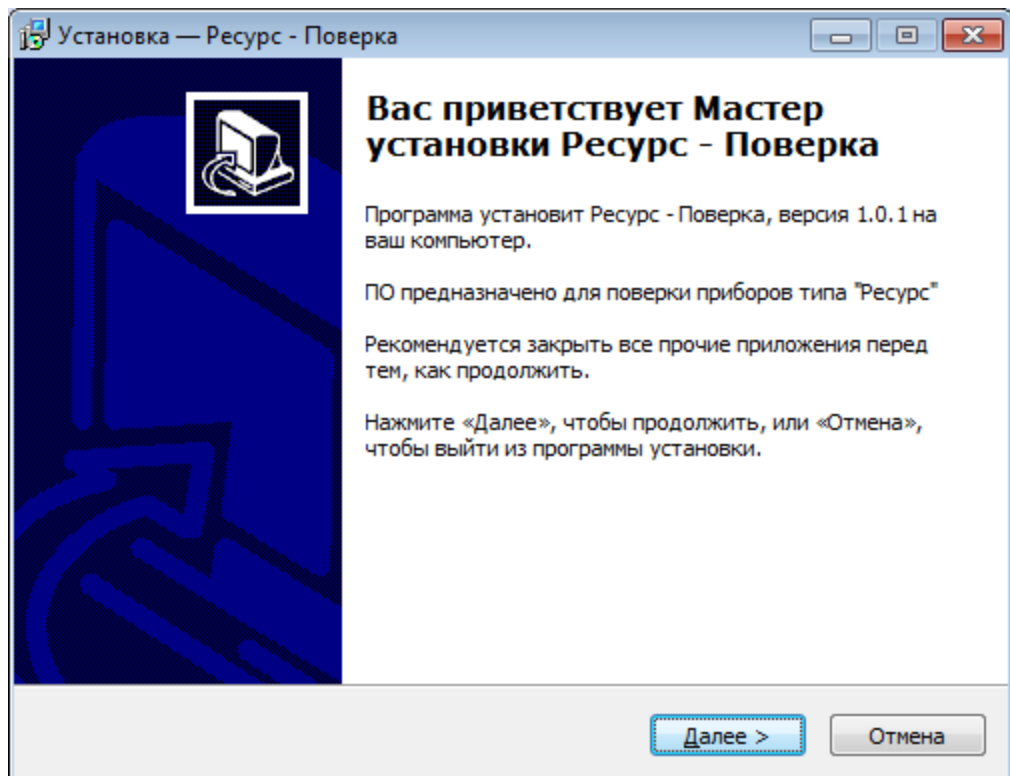 Установка — Ресурс - Поверка
Вас приветствует Мастер
установки Ресурс - Поверка
Программа установит Ресурс - Поверка, версия 1.0.1 на
ваш компьютер.
ПО предназначено для поверки приборов типа "Ресурс"
Рекомендуется закрыть все прочие приложения перед
тем, как продолжить.
Нажмите «Далее», чтобы продолжить, или «Отмена»,
чтобы выйти из программы установки.
Далее >
Отмена